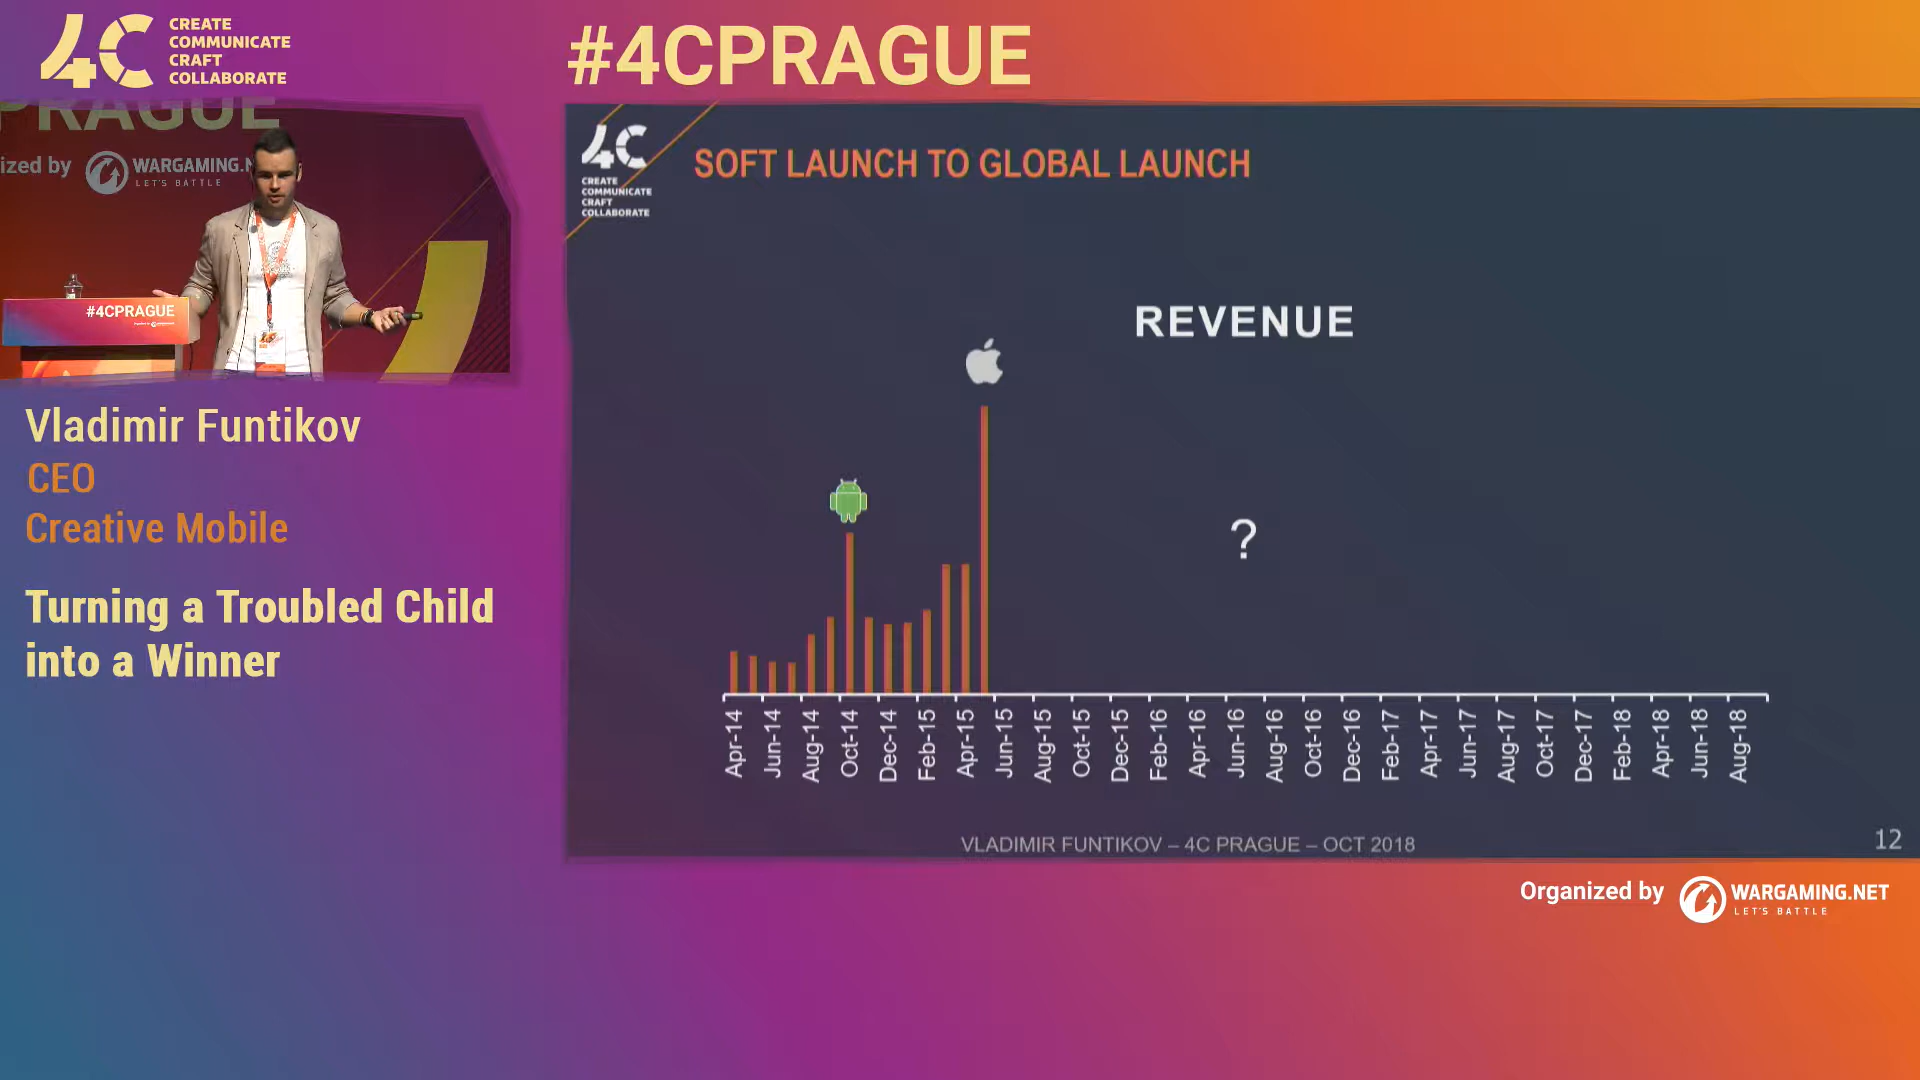 4C
CREATE
COMMUNICATE
CRAFT
COLLABORATE
#4CPRAGUE
PRAGUE
ized by
WARGAMING.N
LET'S BATTLE
#4CPRAGUE
Vladimir Funtikov
CEO
Creative Mobile
Turning a Troubled Child
into a Winner
4C
CREATE
COMMUNICATE
CRAFT
COLLABORATE
SOFT LAUNCH TO GLOBAL LAUNCH
REVENUE
?
Apr-14
Jun-14
Aug-14
Oct-14
Dec-14
Feb-15
Apr-15
Jun-15
Aug-15
Oct-15
Dec-15
Feb-16
Apr-16
Jun-16
Aug-16
Oct-16
Dec-16
Feb-17
Apr-17
Jun-17
Aug-17
Oct-17
Dec-17
Feb-18
Apr-18
Jun-18
Aug-18
VLADIMIR FUNTIKOV – 4C PRAGUE – OCT 2018
12
Organized by
WARGAMING.NET
LET'S BATTLE